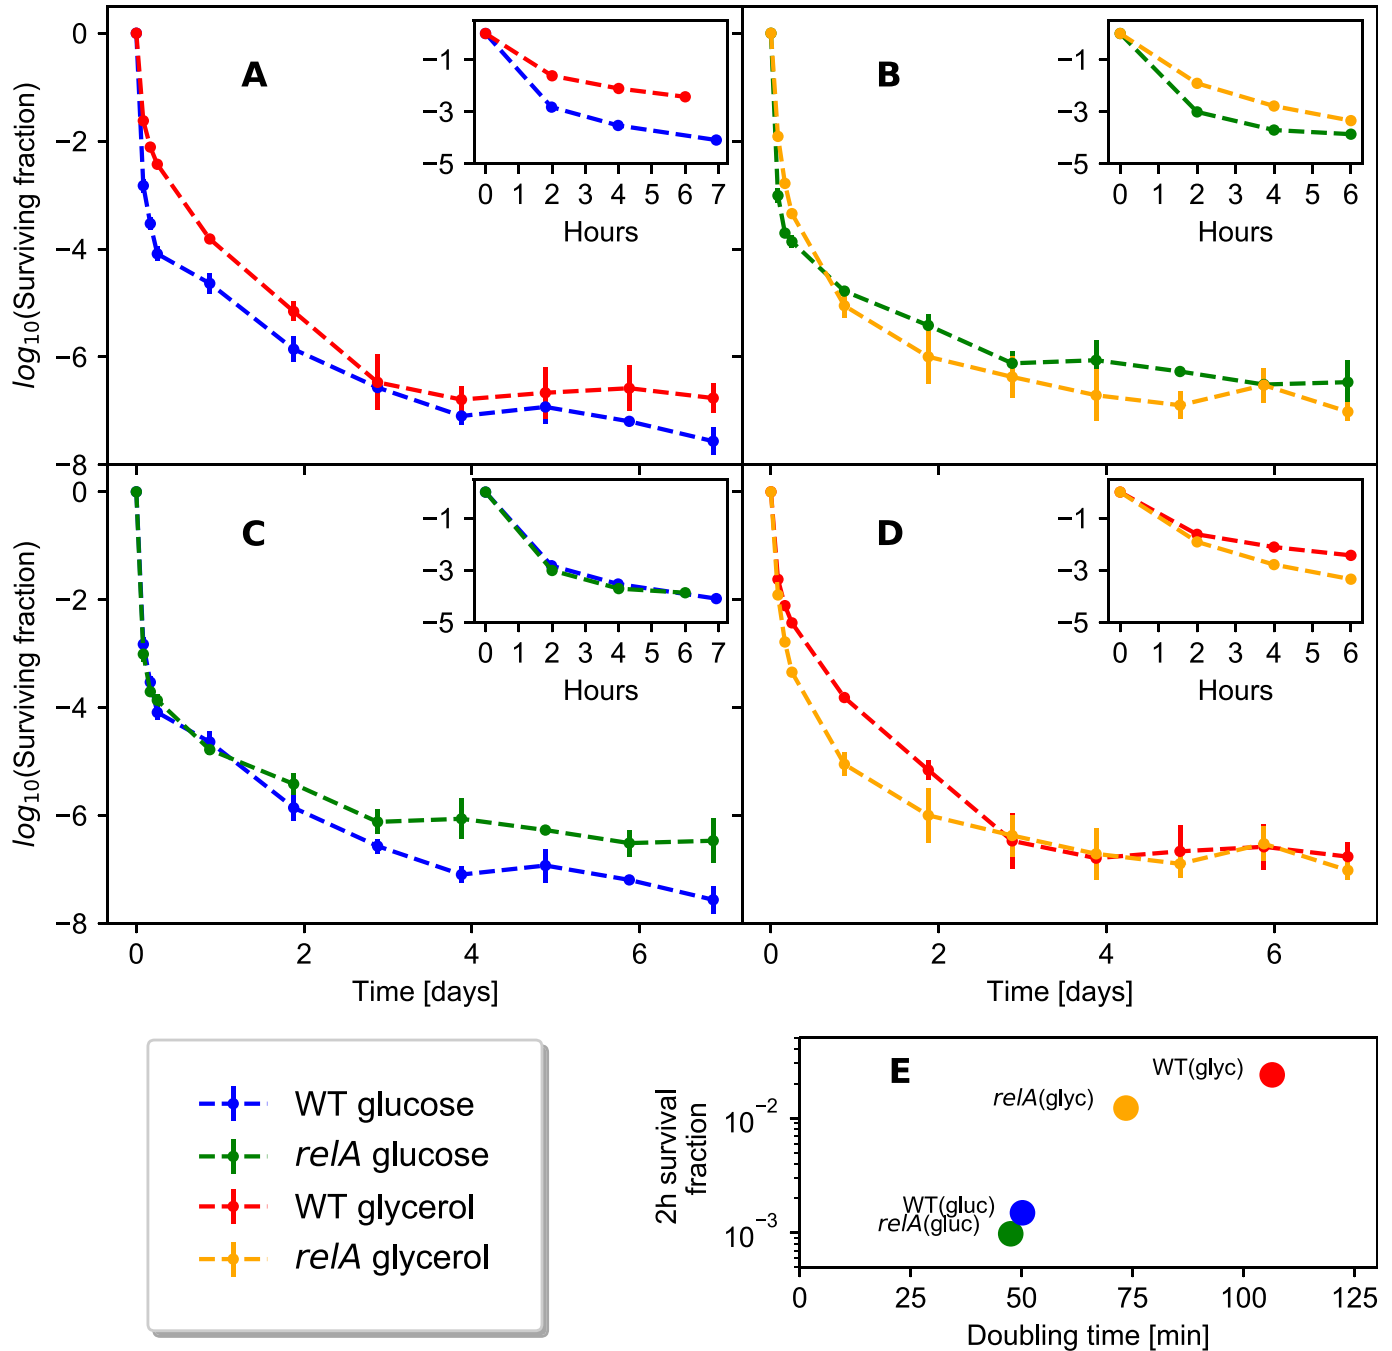 A
B
0
−2
−4
−6
−8
log₁₀(Surviving fraction)
−1
−3
−5
0 1 2 3 4 5 6 7
Hours
−1
−3
−5
0 1 2 3 4 5 6
Hours
C
D
0
−2
−4
−6
−8
log₁₀(Surviving fraction)
−1
−3
−5
0 1 2 3 4 5 6 7
Hours
−1
−3
−5
0 1 2 3 4 5 6
Hours
0 2 4 6
Time [days]
0 2 4 6
Time [days]
WT glucose
relA glucose
WT glycerol
relA glycerol
E
2h survival
fraction
10⁻²
10⁻³
WT(glyc)
relA(glyc)
WT(gluc)
relA(gluc)
0 25 50 75 100 125
Doubling time [min]